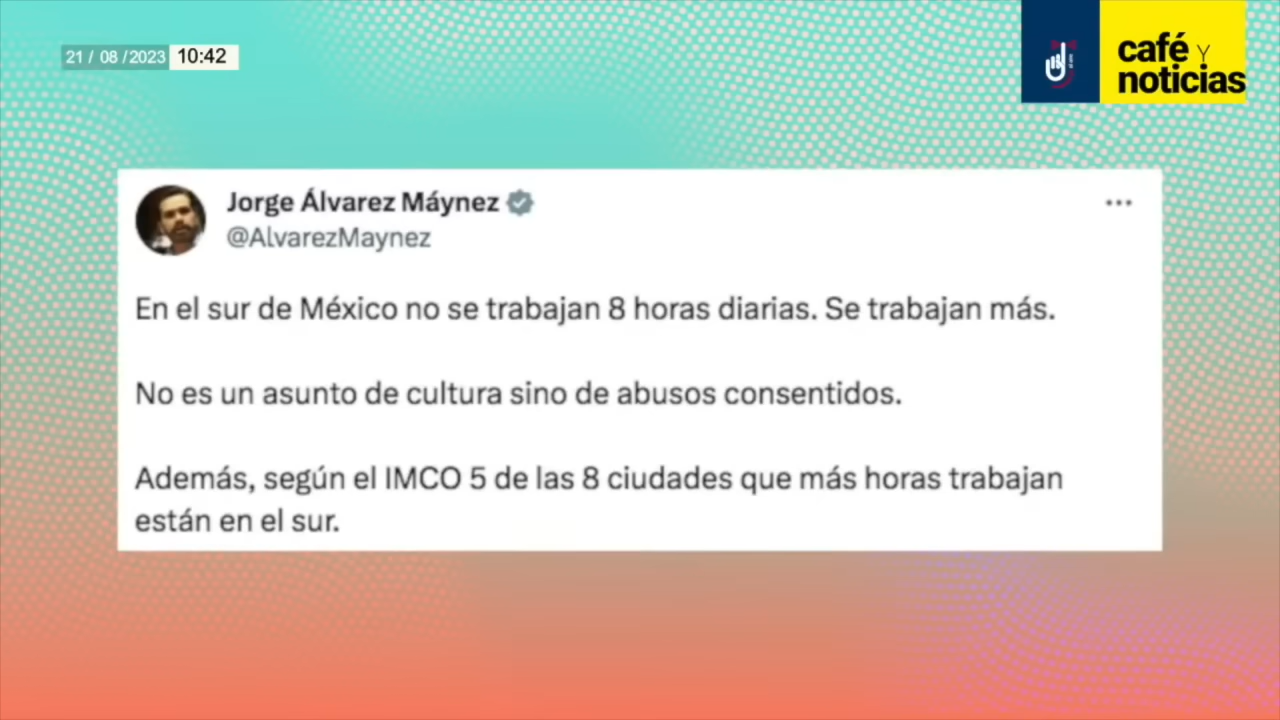 21 / 08 /2023 10:42
café Y
noticias
Jorge Álvarez Máynez
@AlvarezMaynez
En el sur de México no se trabajan 8 horas diarias. Se trabajan más.
No es un asunto de cultura sino de abusos consentidos.
Además, según el IMCO 5 de las 8 ciudades que más horas trabajan
están en el sur.